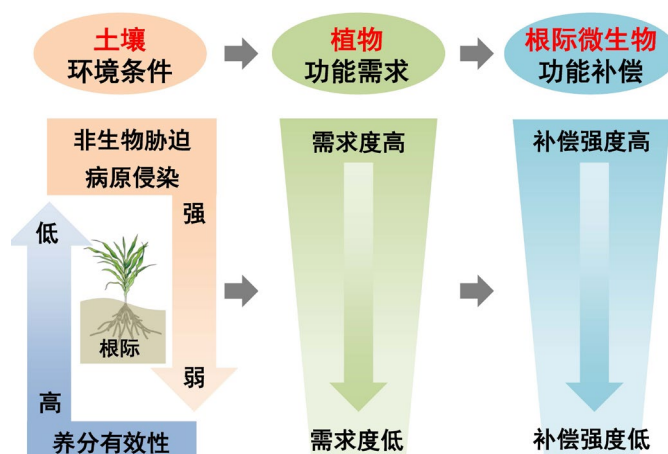 土壤
环境条件
植物
功能需求
根际微生物
功能补偿
非生物胁迫
病原侵染
强
低
根际
弱
高
养分有效性
需求度高
需求度低
补偿强度高
补偿强度低